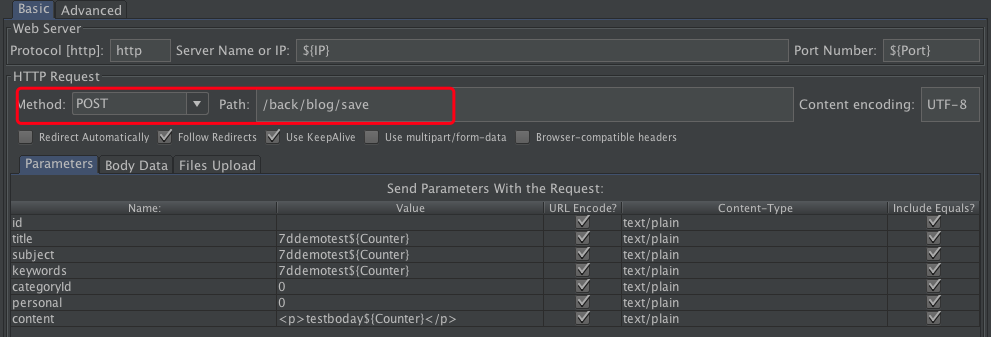 Basic Advanced
Web Server
Protocol [http]: http Server Name or IP: ${IP} Port Number: ${Port}
HTTP Request
Method: POST Path: /back/blog/save Content encoding: UTF-8
Redirect Automatically Follow Redirects Use KeepAlive Use multipart/form-data Browser-compatible headers
Parameters Body Data Files Upload
Send Parameters With the Request:
Name: Value URL Encode? Content-Type Include Equals?
id text/plain
title 7ddemotest${Counter} text/plain
subject 7ddemotest${Counter} text/plain
keywords 7ddemotest${Counter} text/plain
categoryId 0 text/plain
personal 0 text/plain
content <p>testboday${Counter}</p> text/plain